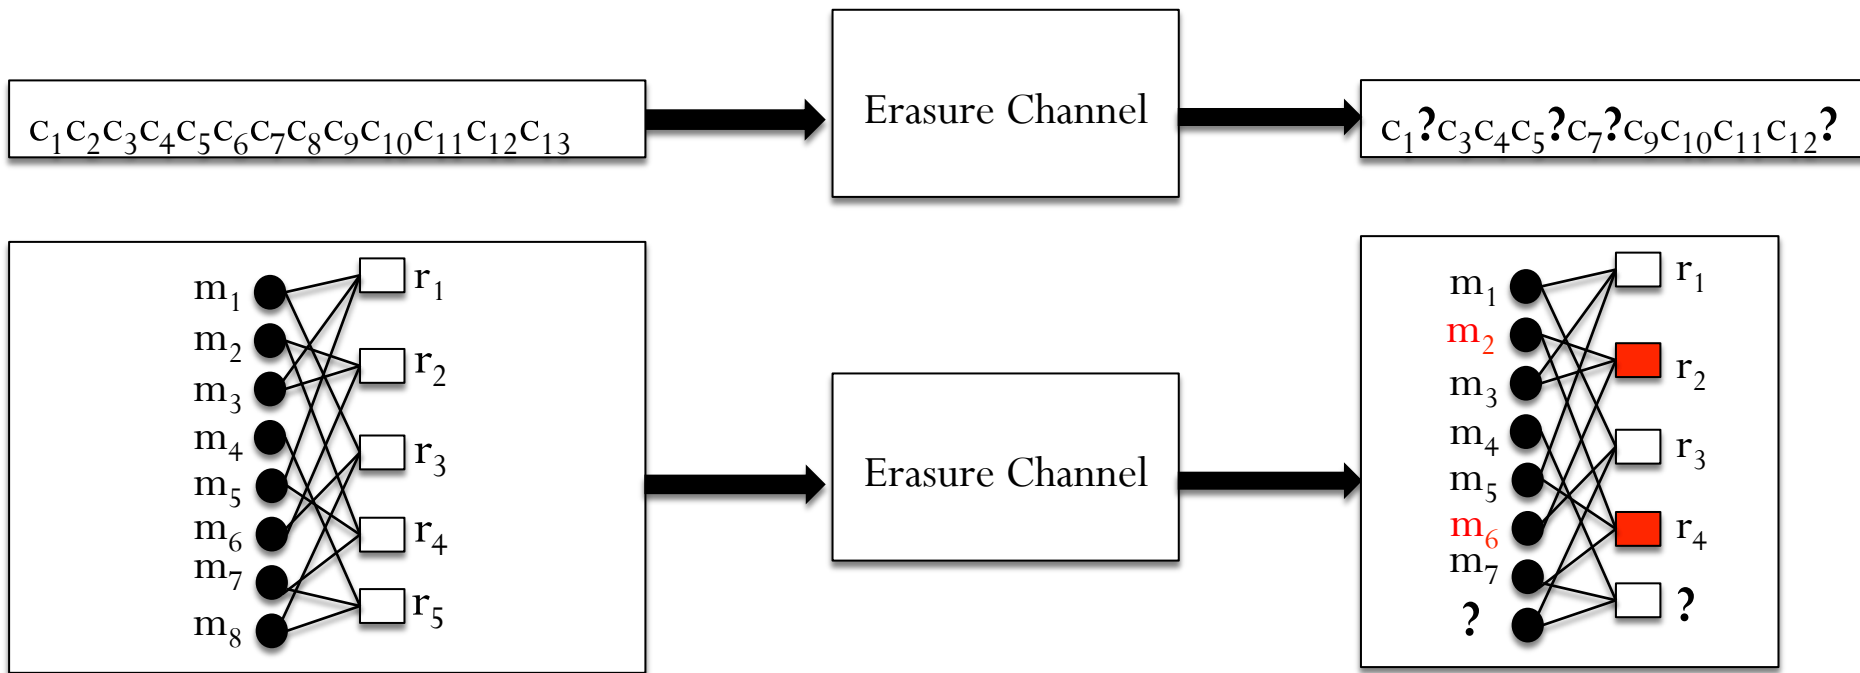 c₁c₂c₃c₄c₅c₆c₇c₈c₉c₁₀c₁₁c₁₂c₁₃
Erasure Channel
c₁?c₃c₄c₅?c₇?c₉c₁₀c₁₁c₁₂?
m₁
m₂
m₃
m₄
m₅
m₆
m₇
m₈
r₁
r₂
r₃
r₄
r₅
Erasure Channel
m₁
m₂
m₃
m₄
m₅
m₆
m₇
?
r₁
r₂
r₃
r₄
?